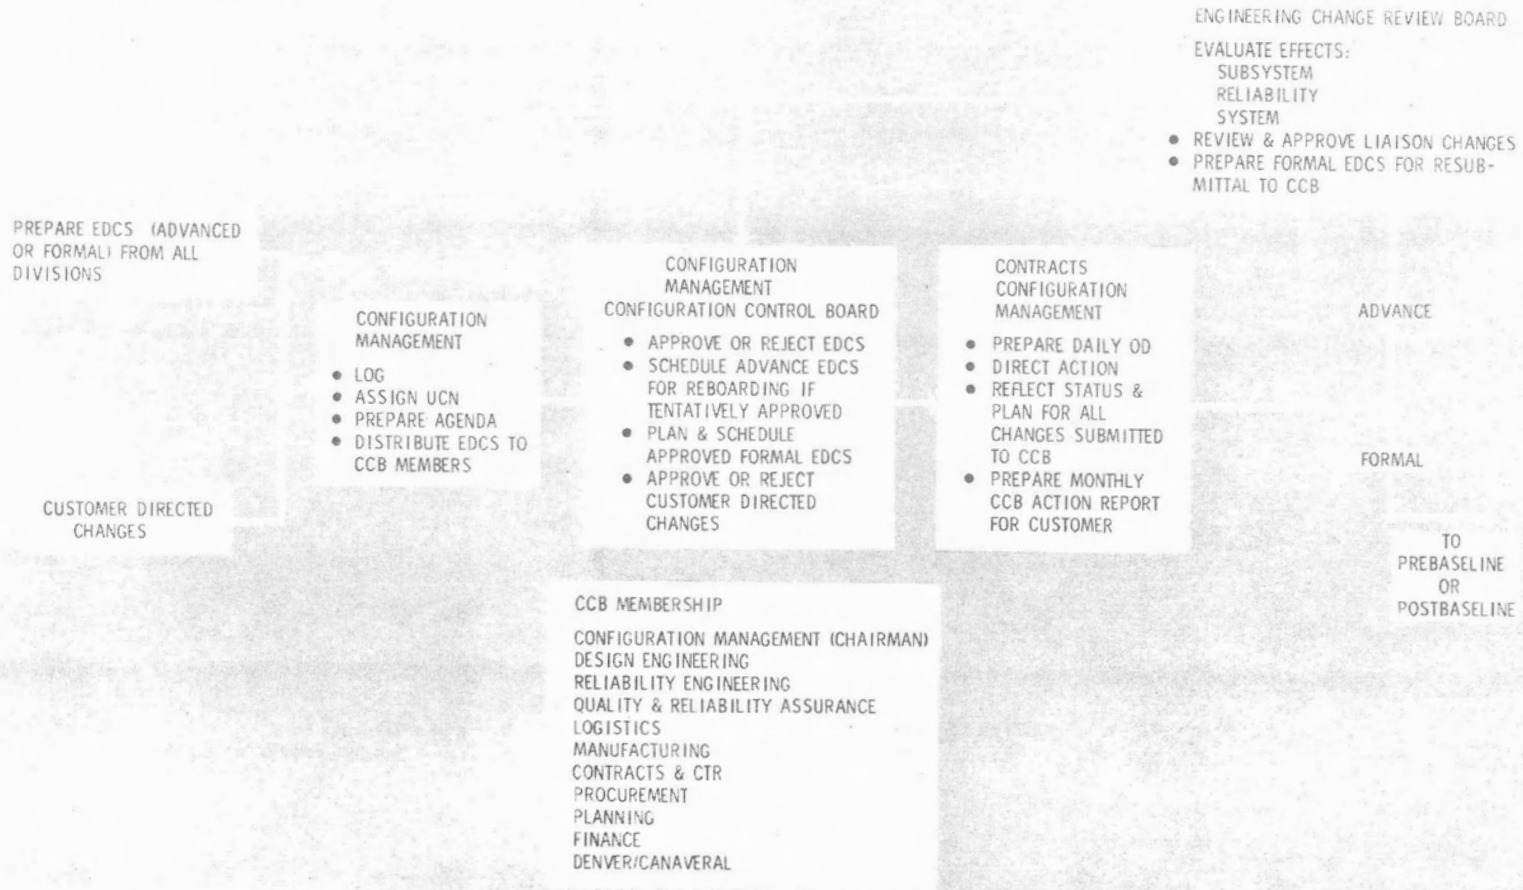 ENGINEERING CHANGE REVIEW BOARD
EVALUATE EFFECTS:
SUBSYSTEM
RELIABILITY
SYSTEM
● REVIEW & APPROVE LIAISON CHANGES
● PREPARE FORMAL EDCS FOR RESUB-
MITTAL TO CCB
PREPARE EDCS (ADVANCED
OR FORMAL) FROM ALL
DIVISIONS
CUSTOMER DIRECTED
CHANGES
CONFIGURATION
MANAGEMENT
● LOG
● ASSIGN UCN
● PREPARE AGENDA
● DISTRIBUTE EDCS TO
CCB MEMBERS
CONFIGURATION
MANAGEMENT
CONFIGURATION CONTROL BOARD
● APPROVE OR REJECT EDCS
● SCHEDULE ADVANCE EDCS
FOR REBOARDING IF
TENTATIVELY APPROVED
● PLAN & SCHEDULE
APPROVED FORMAL EDCS
● APPROVE OR REJECT
CUSTOMER DIRECTED
CHANGES
CONTRACTS
CONFIGURATION
MANAGEMENT
● PREPARE DAILY OD
● DIRECT ACTION
● REFLECT STATUS &
PLAN FOR ALL
CHANGES SUBMITTED
TO CCB
● PREPARE MONTHLY
CCB ACTION REPORT
FOR CUSTOMER
ADVANCE
FORMAL
TO
PREBASELINE
OR
POSTBASELINE
CCB MEMBERSHIP
CONFIGURATION MANAGEMENT (CHAIRMAN)
DESIGN ENGINEERING
RELIABILITY ENGINEERING
QUALITY & RELIABILITY ASSURANCE
LOGISTICS
MANUFACTURING
CONTRACTS & CTR
PROCUREMENT
PLANNING
FINANCE
DENVER/CANAVERAL